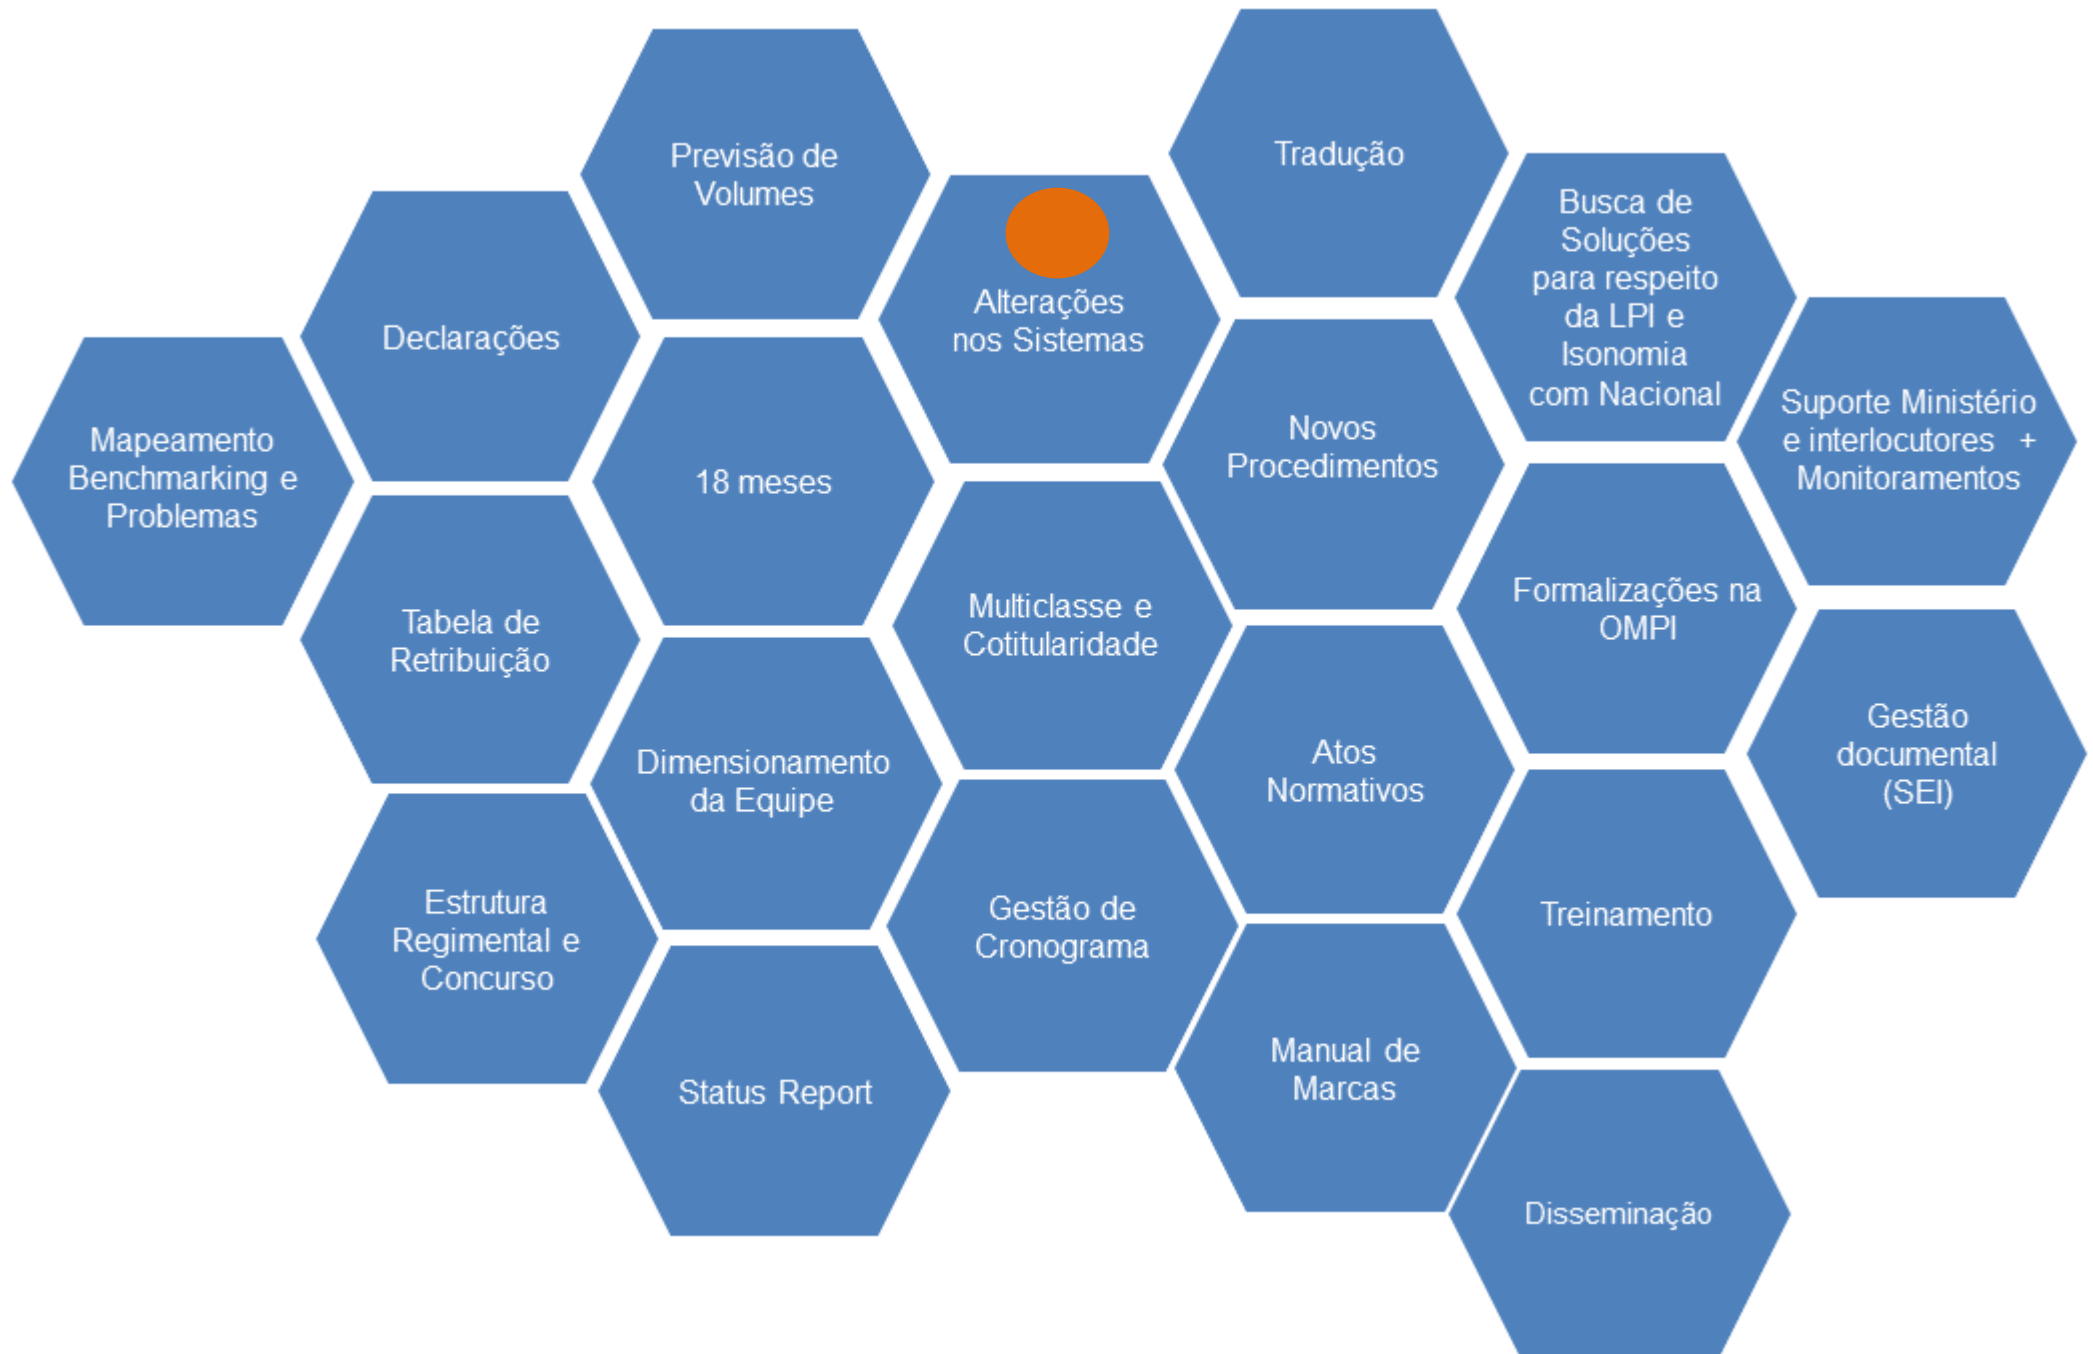 Previsão de
Volumes
Tradução
Declarações
Alterações
nos Sistemas
Busca de
Soluções
para respeito
da LPI e
Isonomia
com Nacional
Mapeamento
Benchmarking e
Problemas
18 meses
Novos
Procedimentos
Suporte Ministério
e interlocutores +
Monitoramentos
Tabela de
Retribuição
Multiclasse e
Cotitularidade
Formalizações na
OMPI
Dimensionamento
da Equipe
Atos
Normativos
Gestão
documental
(SEI)
Estrutura
Regimental e
Concurso
Gestão de
Cronograma
Treinamento
Status Report
Manual de
Marcas
Disseminação